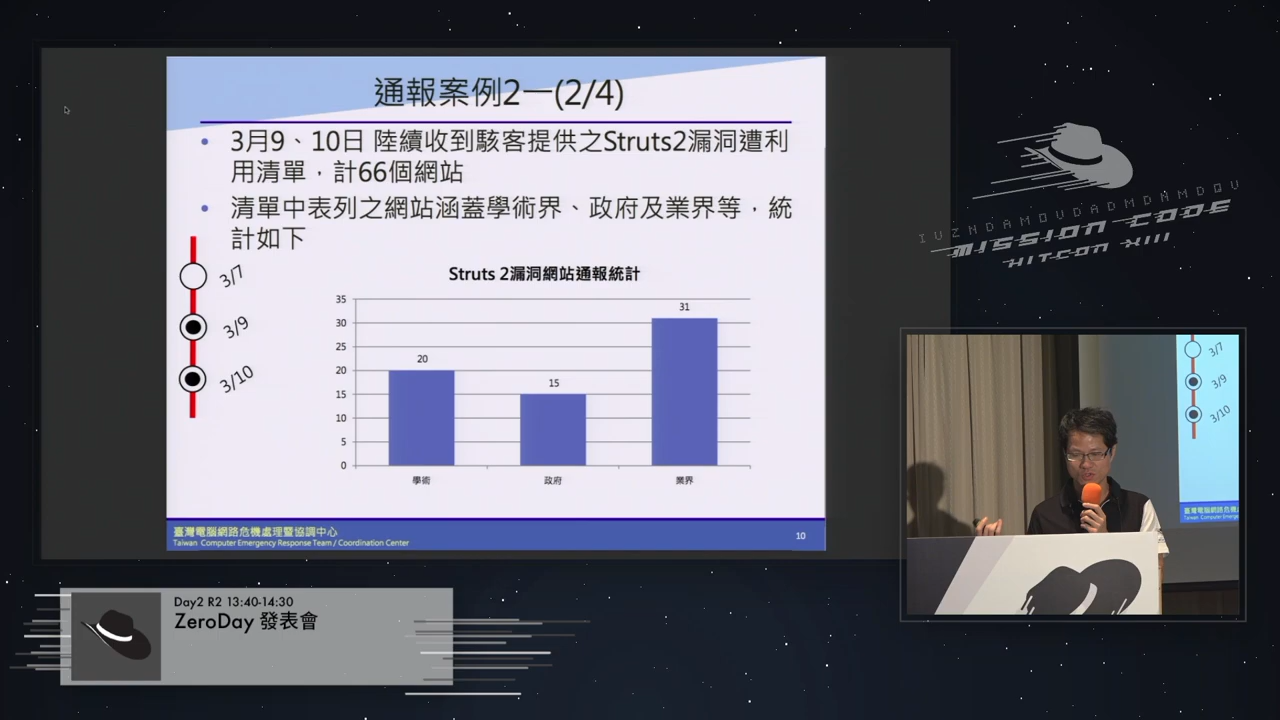 通報案例2—(2/4)
• 3月9、10日 陸續收到駭客提供之Struts2漏洞遭利
用清單，計66個網站
• 清單中表列之網站涵蓋學術界、政府及業界等，統
計如下
3/7
3/9
3/10
Struts 2漏洞網站通報統計
35
30
25
20
15
10
5
0
20
15
31
學術
政府
業界
臺灣電腦網路危機處理暨協調中心
Taiwan Computer Emergency Response Team / Coordination Center
10
IVZNDAMOVDADMDNHMDQV
MISSION CODE
HITCON XIII
3/7
3/9
3/10
Day2 R2 13:40-14:30
ZeroDay 發表會